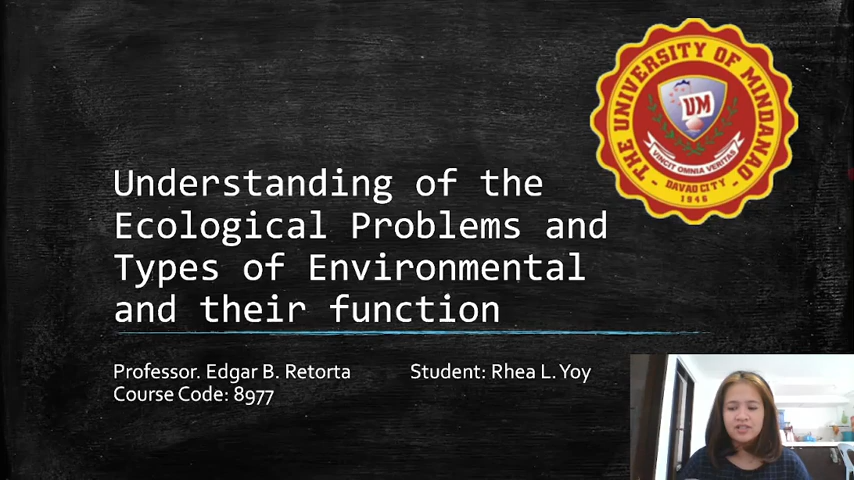 THE UNIVERSITY OF MINDANAO
UM
VINCIT OMNIA VERITAS
- DAVAO CITY -
1946
Understanding of the
Ecological Problems and
Types of Environmental
and their function
Professor. Edgar B. Retorta Student: Rhea L. Yoy
Course Code: 8977